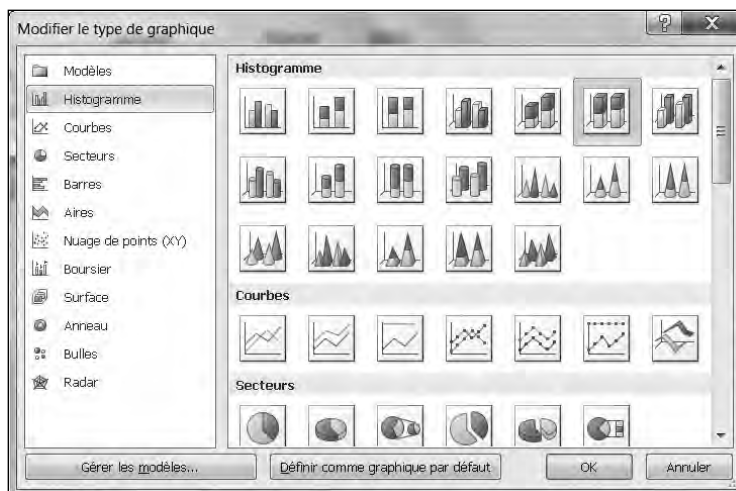 Modifier le type de graphique
Modèles
Histogramme
Courbes
Secteurs
Barres
Aires
Nuage de points (XY)
Boursier
Surface
Anneau
Bulles
Radar
Histogramme
Courbes
Secteurs
Gérer les modèles...
Définir comme graphique par défaut
OK
Annuler